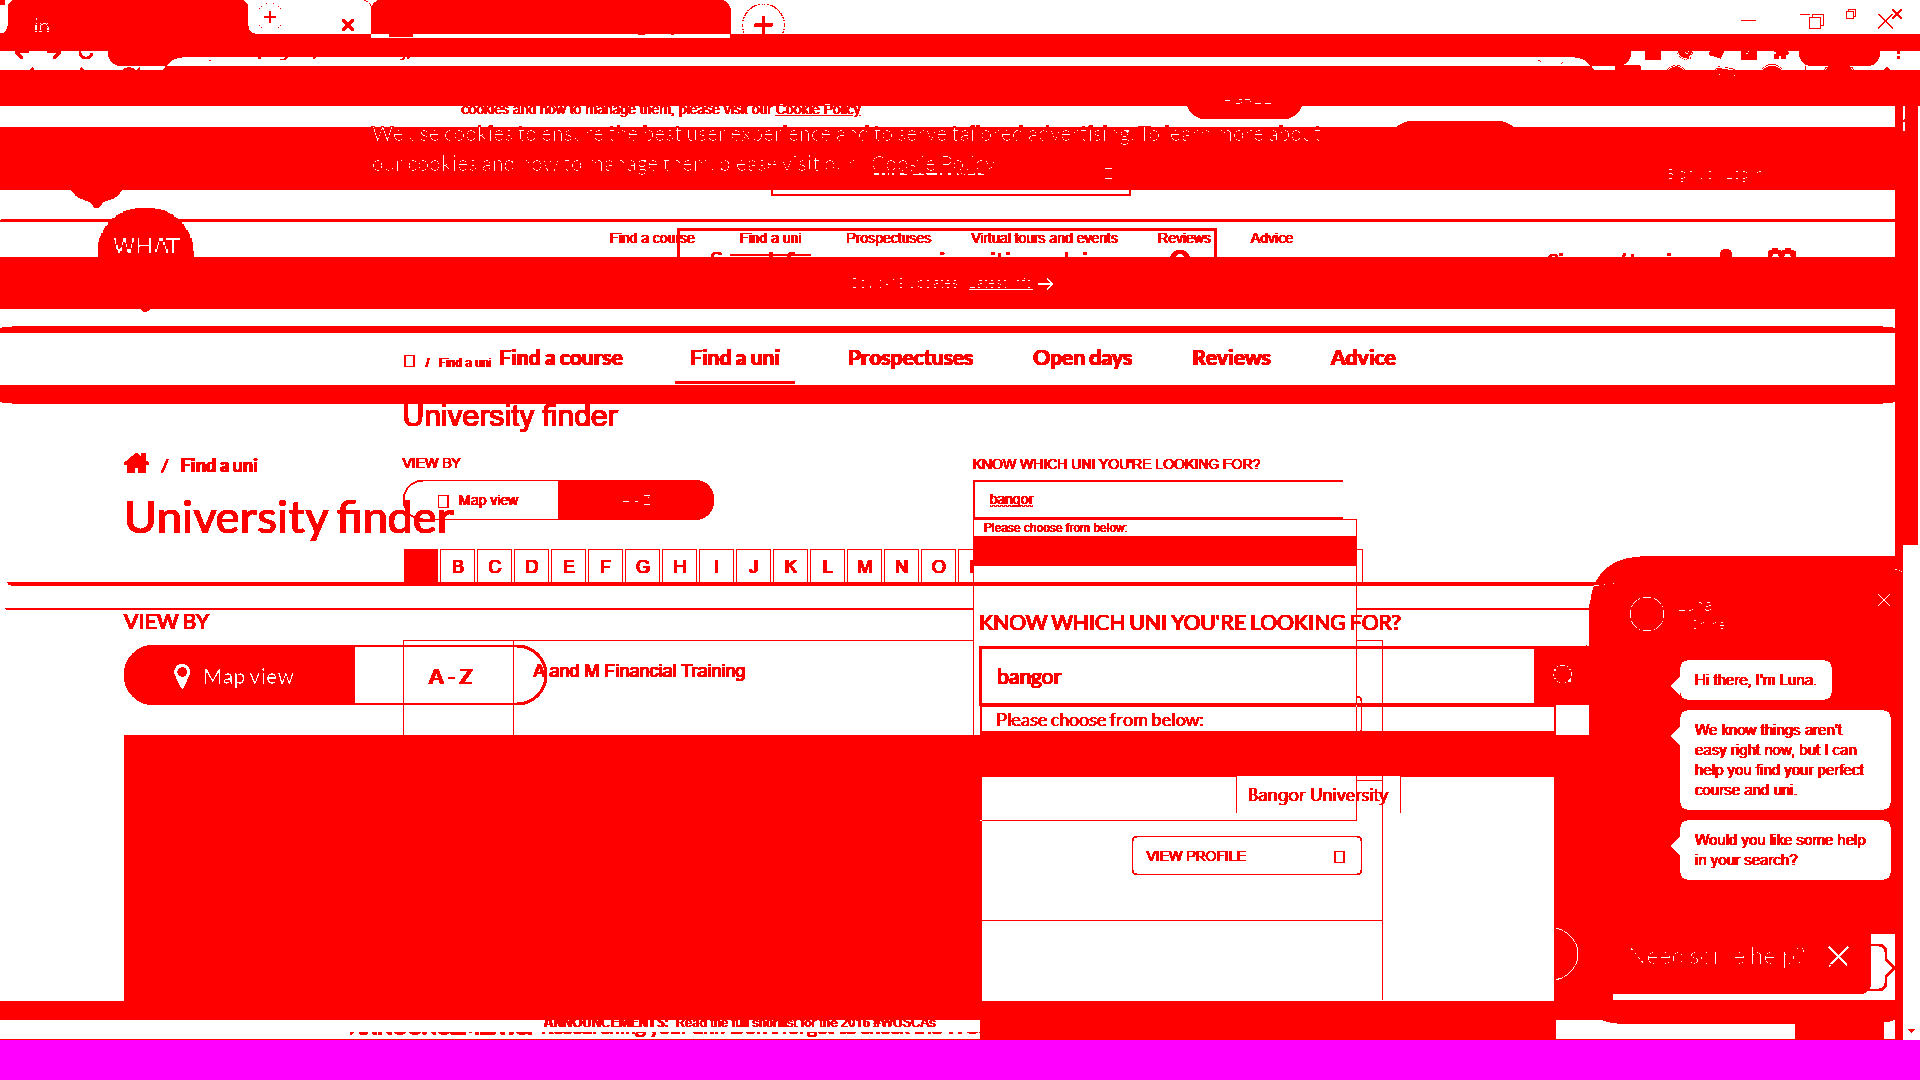 in
cookies and how to manage them, please visit our Cookie Policy
We use cookies to ensure the best user experience and to serve tailored advertising. To learn more about
our cookies and how to manage them please visit our Cookie Policy
WHAT
Find a course Find a uni Prospectuses Virtual tours and events Reviews Advice
Latest info
/ Find a uni
Find a course Find a uni Prospectuses Open days Reviews Advice
University finder
/ Find a uni
VIEW BY
KNOW WHICH UNI YOU'RE LOOKING FOR?
Map view A - Z
bangor
University finder
Please choose from below:
B C D E F G H I J K L M N O
VIEW BY
KNOW WHICH UNI YOU'RE LOOKING FOR?
Map view
A - Z
A and M Financial Training
bangor
Please choose from below:
Bangor University
VIEW PROFILE
Luna
Hi there, I'm Luna.
We know things aren't
easy right now, but I can
help you find your perfect
course and uni.
Would you like some help
in your search?
Need some help?
ANNOUNCEMENTS: Read the full shortlist for the 2016 #WUSCAs